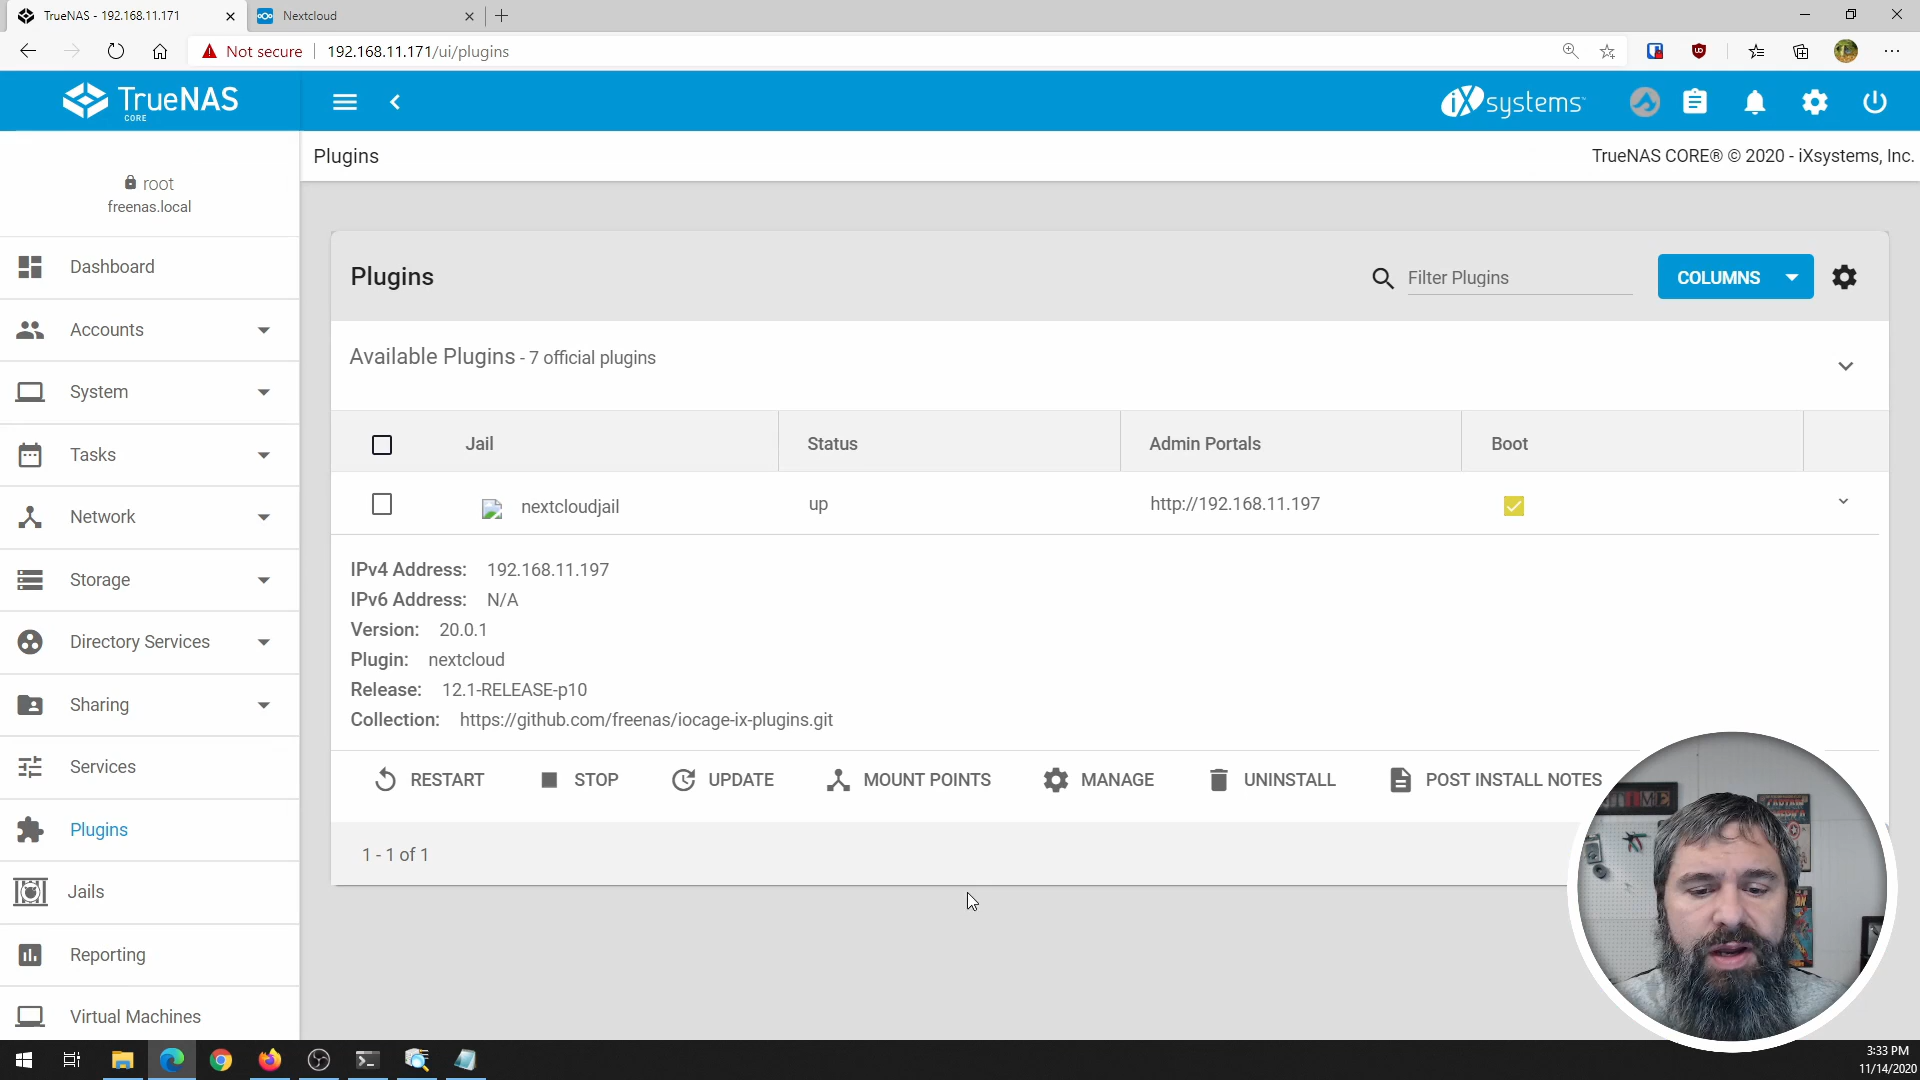 TrueNAS - 192.168.11.171
Nextcloud
Not secure
192.168.11.171/ui/plugins
TrueNAS
CORE
iXsystems
root
freenas.local
Plugins
TrueNAS CORE® © 2020 - iXsystems, Inc.
Dashboard
Accounts
System
Tasks
Network
Storage
Directory Services
Sharing
Services
Plugins
Jails
Reporting
Virtual Machines
Plugins
Filter Plugins
COLUMNS
Available Plugins - 7 official plugins
Jail
Status
Admin Portals
Boot
nextcloudjail
up
http://192.168.11.197
IPv4 Address: 192.168.11.197
IPv6 Address: N/A
Version: 20.0.1
Plugin: nextcloud
Release: 12.1-RELEASE-p10
Collection: https://github.com/freenas/iocage-ix-plugins.git
RESTART
STOP
UPDATE
MOUNT POINTS
MANAGE
UNINSTALL
POST INSTALL NOTES
1 - 1 of 1
3:33 PM
11/14/2020